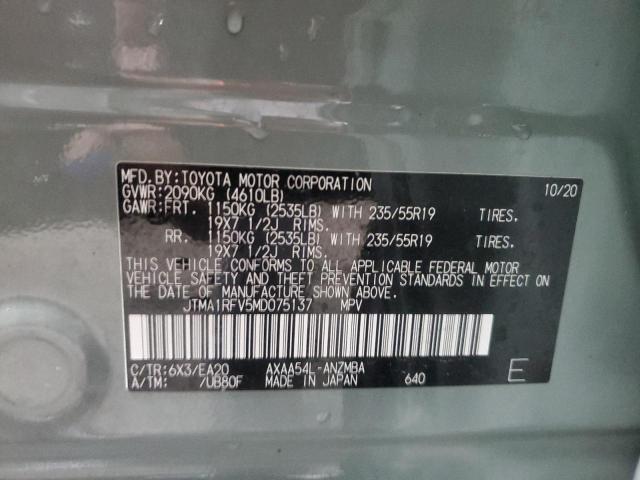 MFD. BY: TOYOTA MOTOR CORPORATION 10/20
GVWR: 2090KG (4610LB)
GAWR: FRT. 1150KG (2535LB) WITH 235/55R19 TIRES.
19X7 1/2J RIMS.
RR. 1150KG (2535LB) WITH 235/55R19 TIRES.
19X7 1/2J RIMS.
THIS VEHICLE CONFORMS TO ALL APPLICABLE FEDERAL MOTOR
VEHICLE SAFETY AND THEFT PREVENTION STANDARDS IN EFFECT ON
THE DATE OF MANUFACTURE SHOWN ABOVE.
JTMA1RFV5MD075137 MPV
C/TR: 6X3/EA20 AXAA54L-ANZMBA
A/TM: /UB80F MADE IN JAPAN 640 E